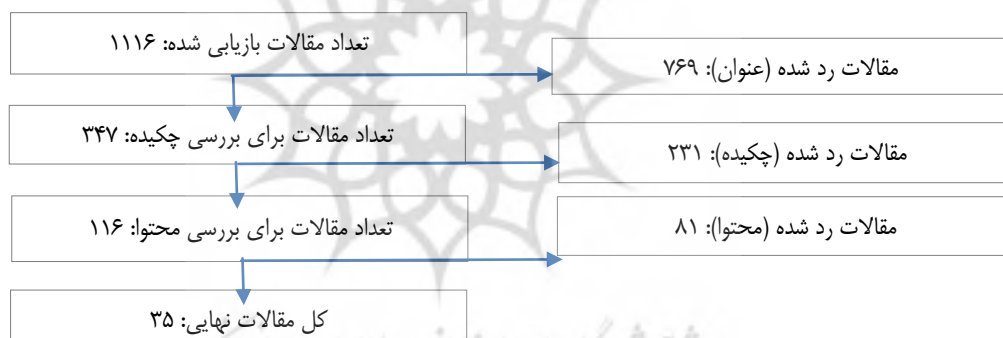 تعداد مقالات بازیابی شده: ۱۱۱۶
مقالات رد شده (عنوان): ۷۶۹
تعداد مقالات برای بررسی چکیده: ۳۴۷
مقالات رد شده (چکیده): ۲۳۱
تعداد مقالات برای بررسی محتوا: ۱۱۶
مقالات رد شده (محتوا): ۸۱
کل مقالات نهایی: ۳۵